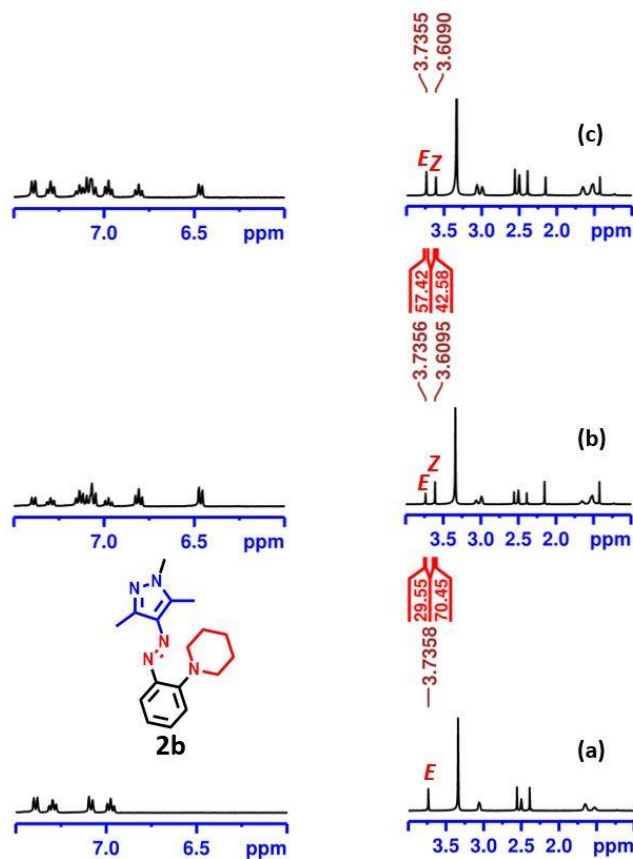 3.7355
3.6090
(c)
E Z
7.0 6.5 ppm
3.5 3.0 2.5 2.0 ppm
57.42 42.58
3.7356
3.6095
(b)
Z
E
7.0 6.5 ppm
3.5 3.0 2.5 2.0 ppm
29.55 70.45
3.7358
(a)
E
N N
N
N N
2b
7.0 6.5 ppm
3.5 3.0 2.5 2.0 ppm